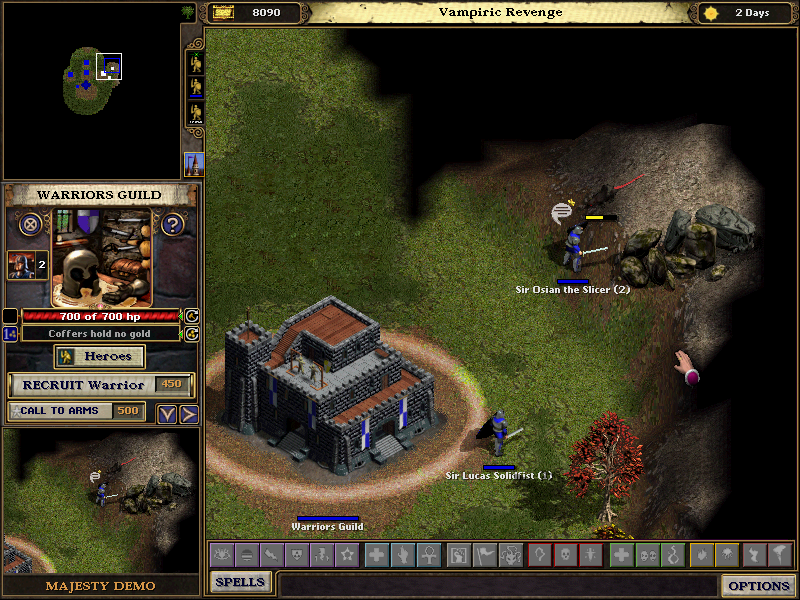 8090
Vampiric Revenge
2 Days
WARRIORS GUILD
2
700 of 700 hp
14
Coffers hold no gold
Heroes
RECRUIT Warrior 450
CALL TO ARMS 500
Sir Osian the Slicer (2)
Sir Lucas Solidfist (1)
Warriors Guild
MAJESTY DEMO
SPELLS
OPTIONS